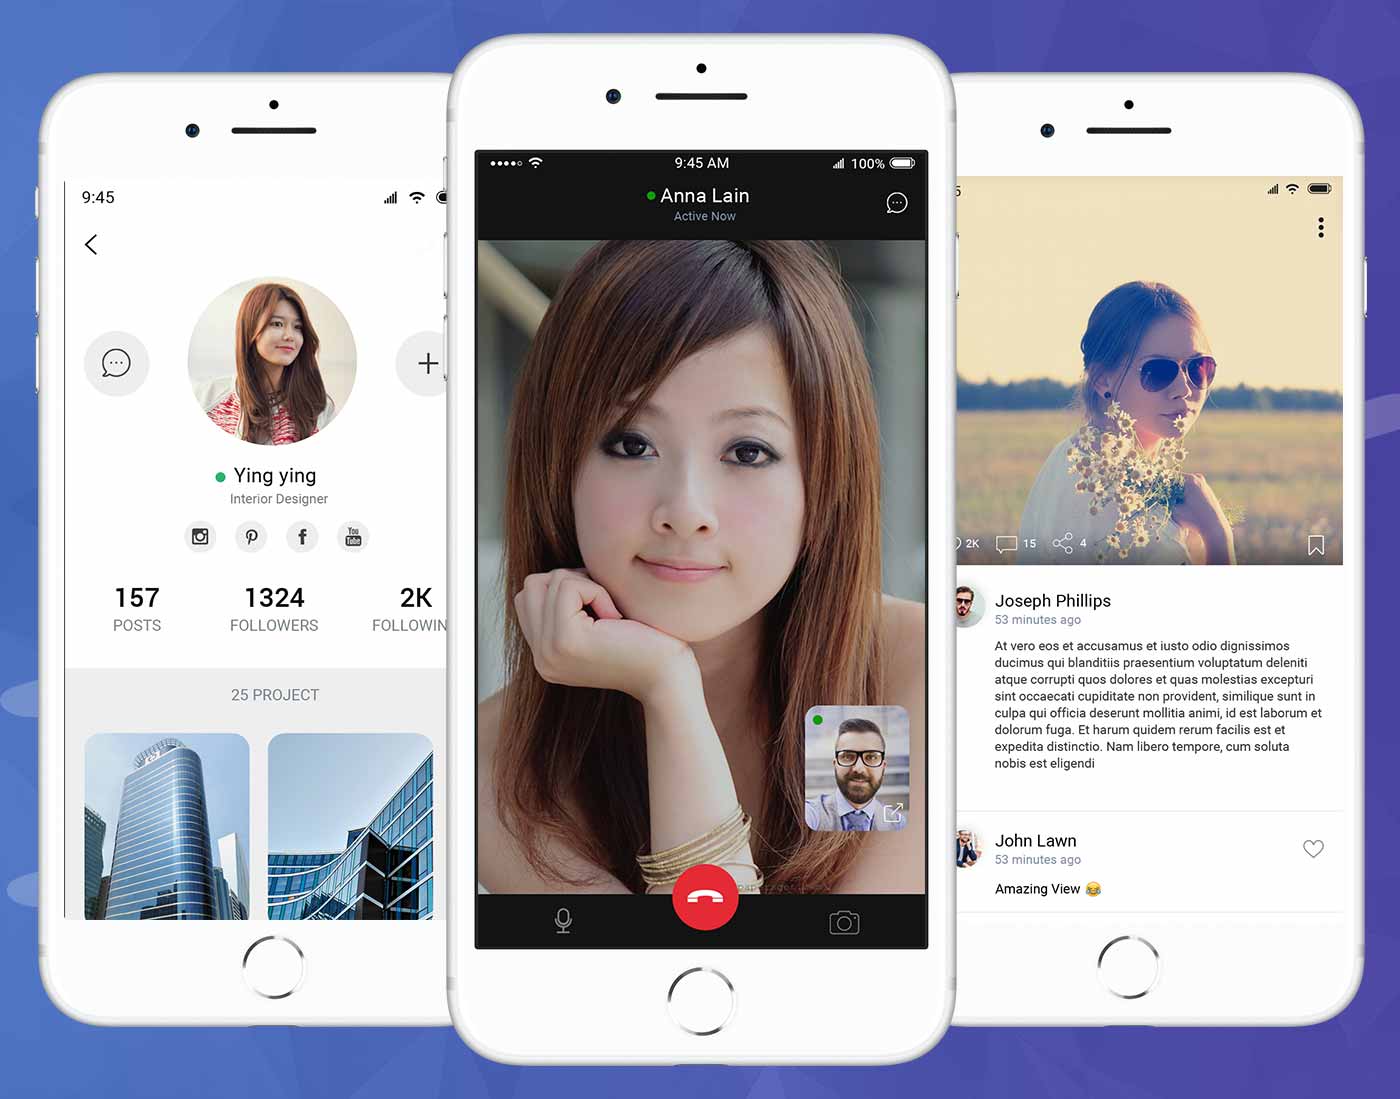 9:45
Ying ying
Interior Designer
You
Tube
157
POSTS
1324
FOLLOWERS
2K
FOLLOWIN
25 PROJECT
9:45 AM
100%
Anna Lain
Active Now
5
2K
15
4
Joseph Phillips
53 minutes ago
At vero eos et accusamus et iusto odio dignissimos
ducimus qui blanditiis praesentium voluptatum deleniti
atque corrupti quos dolores et quas molestias excepturi
sint occaecati cupiditate non provident, similique sunt in
culpa qui officia deserunt mollitia animi, id est laborum et
dolorum fuga. Et harum quidem rerum facilis est et
expedita distinctio. Nam libero tempore, cum soluta
nobis est eligendi
John Lawn
53 minutes ago
Amazing View 😂